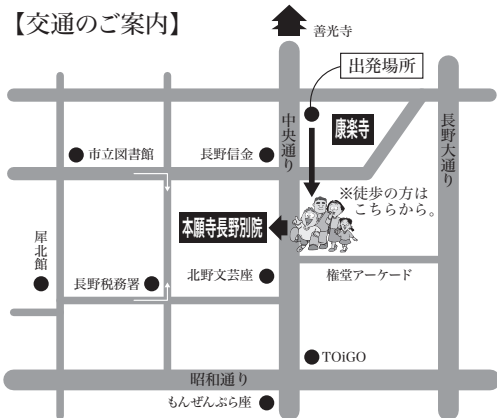 【交通のご案内】
善光寺
出発場所
康楽寺
中央通り
長野大通り
市立図書館
長野信金
※徒歩の方は
こちらから。
本願寺長野別院
犀北館
長野税務署
北野文芸座
権堂アーケード
TOiGO
昭和通り
もんぜんぷら座